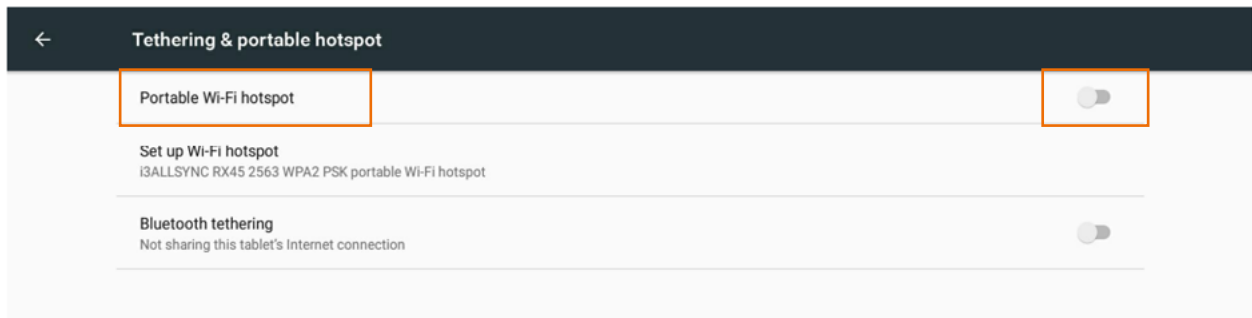 Tethering & portable hotspot
Portable Wi-Fi hotspot
Set up Wi-Fi hotspot
i3ALLSYNC RX45 2563 WPA2 PSK portable Wi-Fi hotspot
Bluetooth tethering
Not sharing this tablet's Internet connection